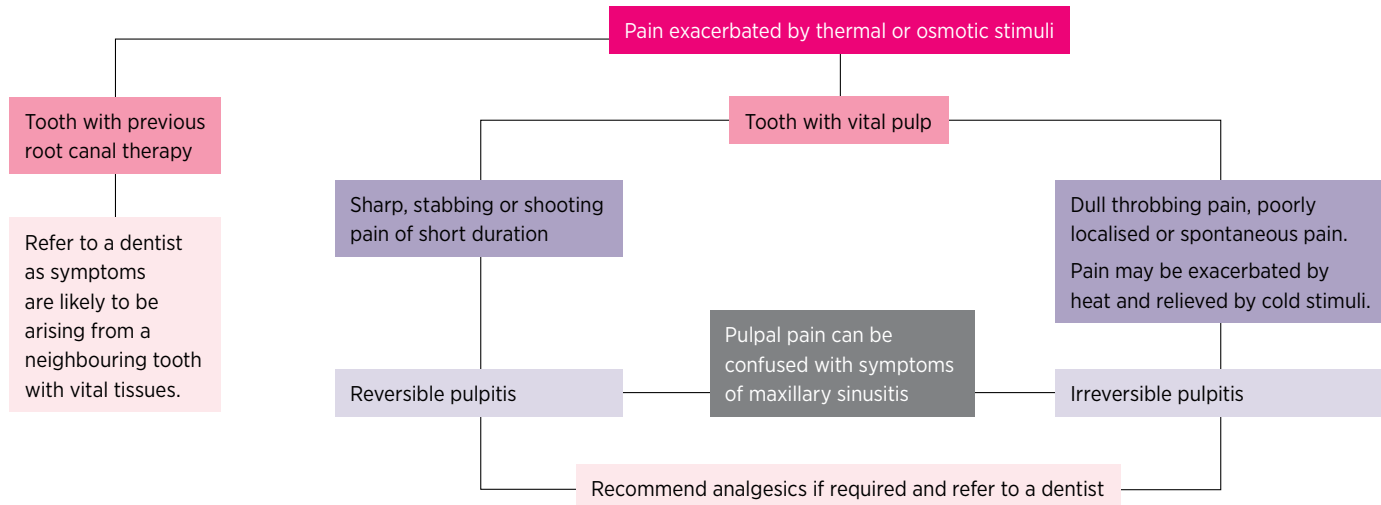 Pain exacerbated by thermal or osmotic stimuli
Tooth with previous
root canal therapy
Tooth with vital pulp
Refer to a dentist
as symptoms
are likely to be
arising from a
neighbouring tooth
with vital tissues.
Sharp, stabbing or shooting
pain of short duration
Dull throbbing pain, poorly
localised or spontaneous pain.
Pain may be exacerbated by
heat and relieved by cold stimuli.
Pulpal pain can be
confused with symptoms
of maxillary sinusitis
Reversible pulpitis
Irreversible pulpitis
Recommend analgesics if required and refer to a dentist